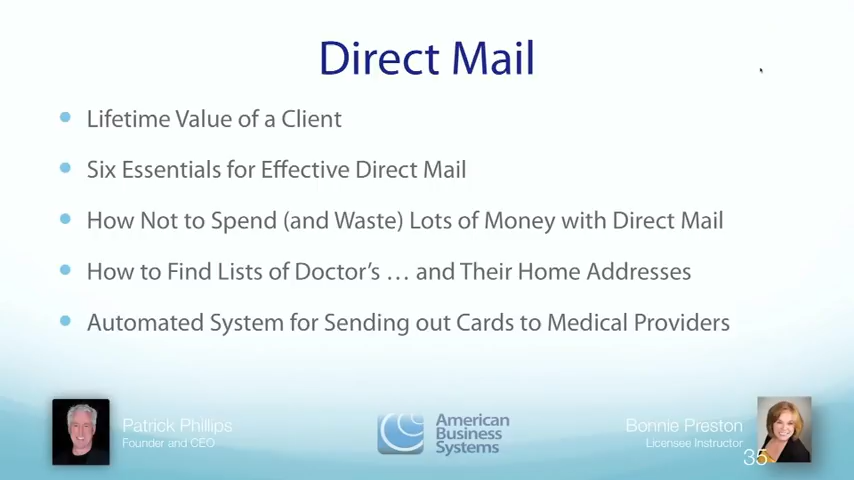 Direct Mail
Lifetime Value of a Client
Six Essentials for Effective Direct Mail
How Not to Spend (and Waste) Lots of Money with Direct Mail
How to Find Lists of Doctor's … and Their Home Addresses
Automated System for Sending out Cards to Medical Providers
Patrick Phillips
Founder and CEO
American
Business
Systems
Bonnie Preston
Licensee Instructor
35